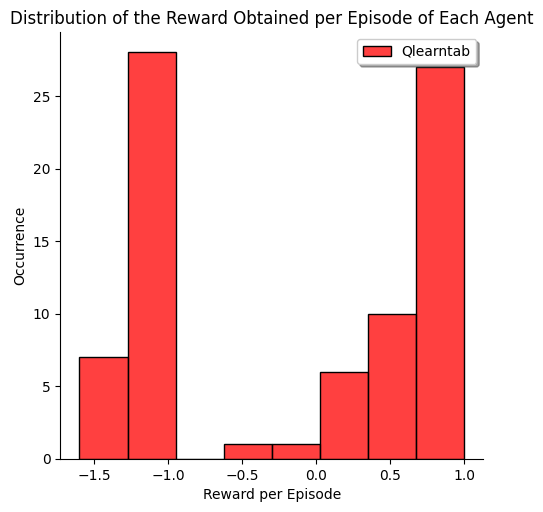 Distribution of the Reward Obtained per Episode of Each Agent
Qlearntab
Occurrence
25
20
15
10
5
0
−1.5 −1.0 −0.5 0.0 0.5 1.0
Reward per Episode